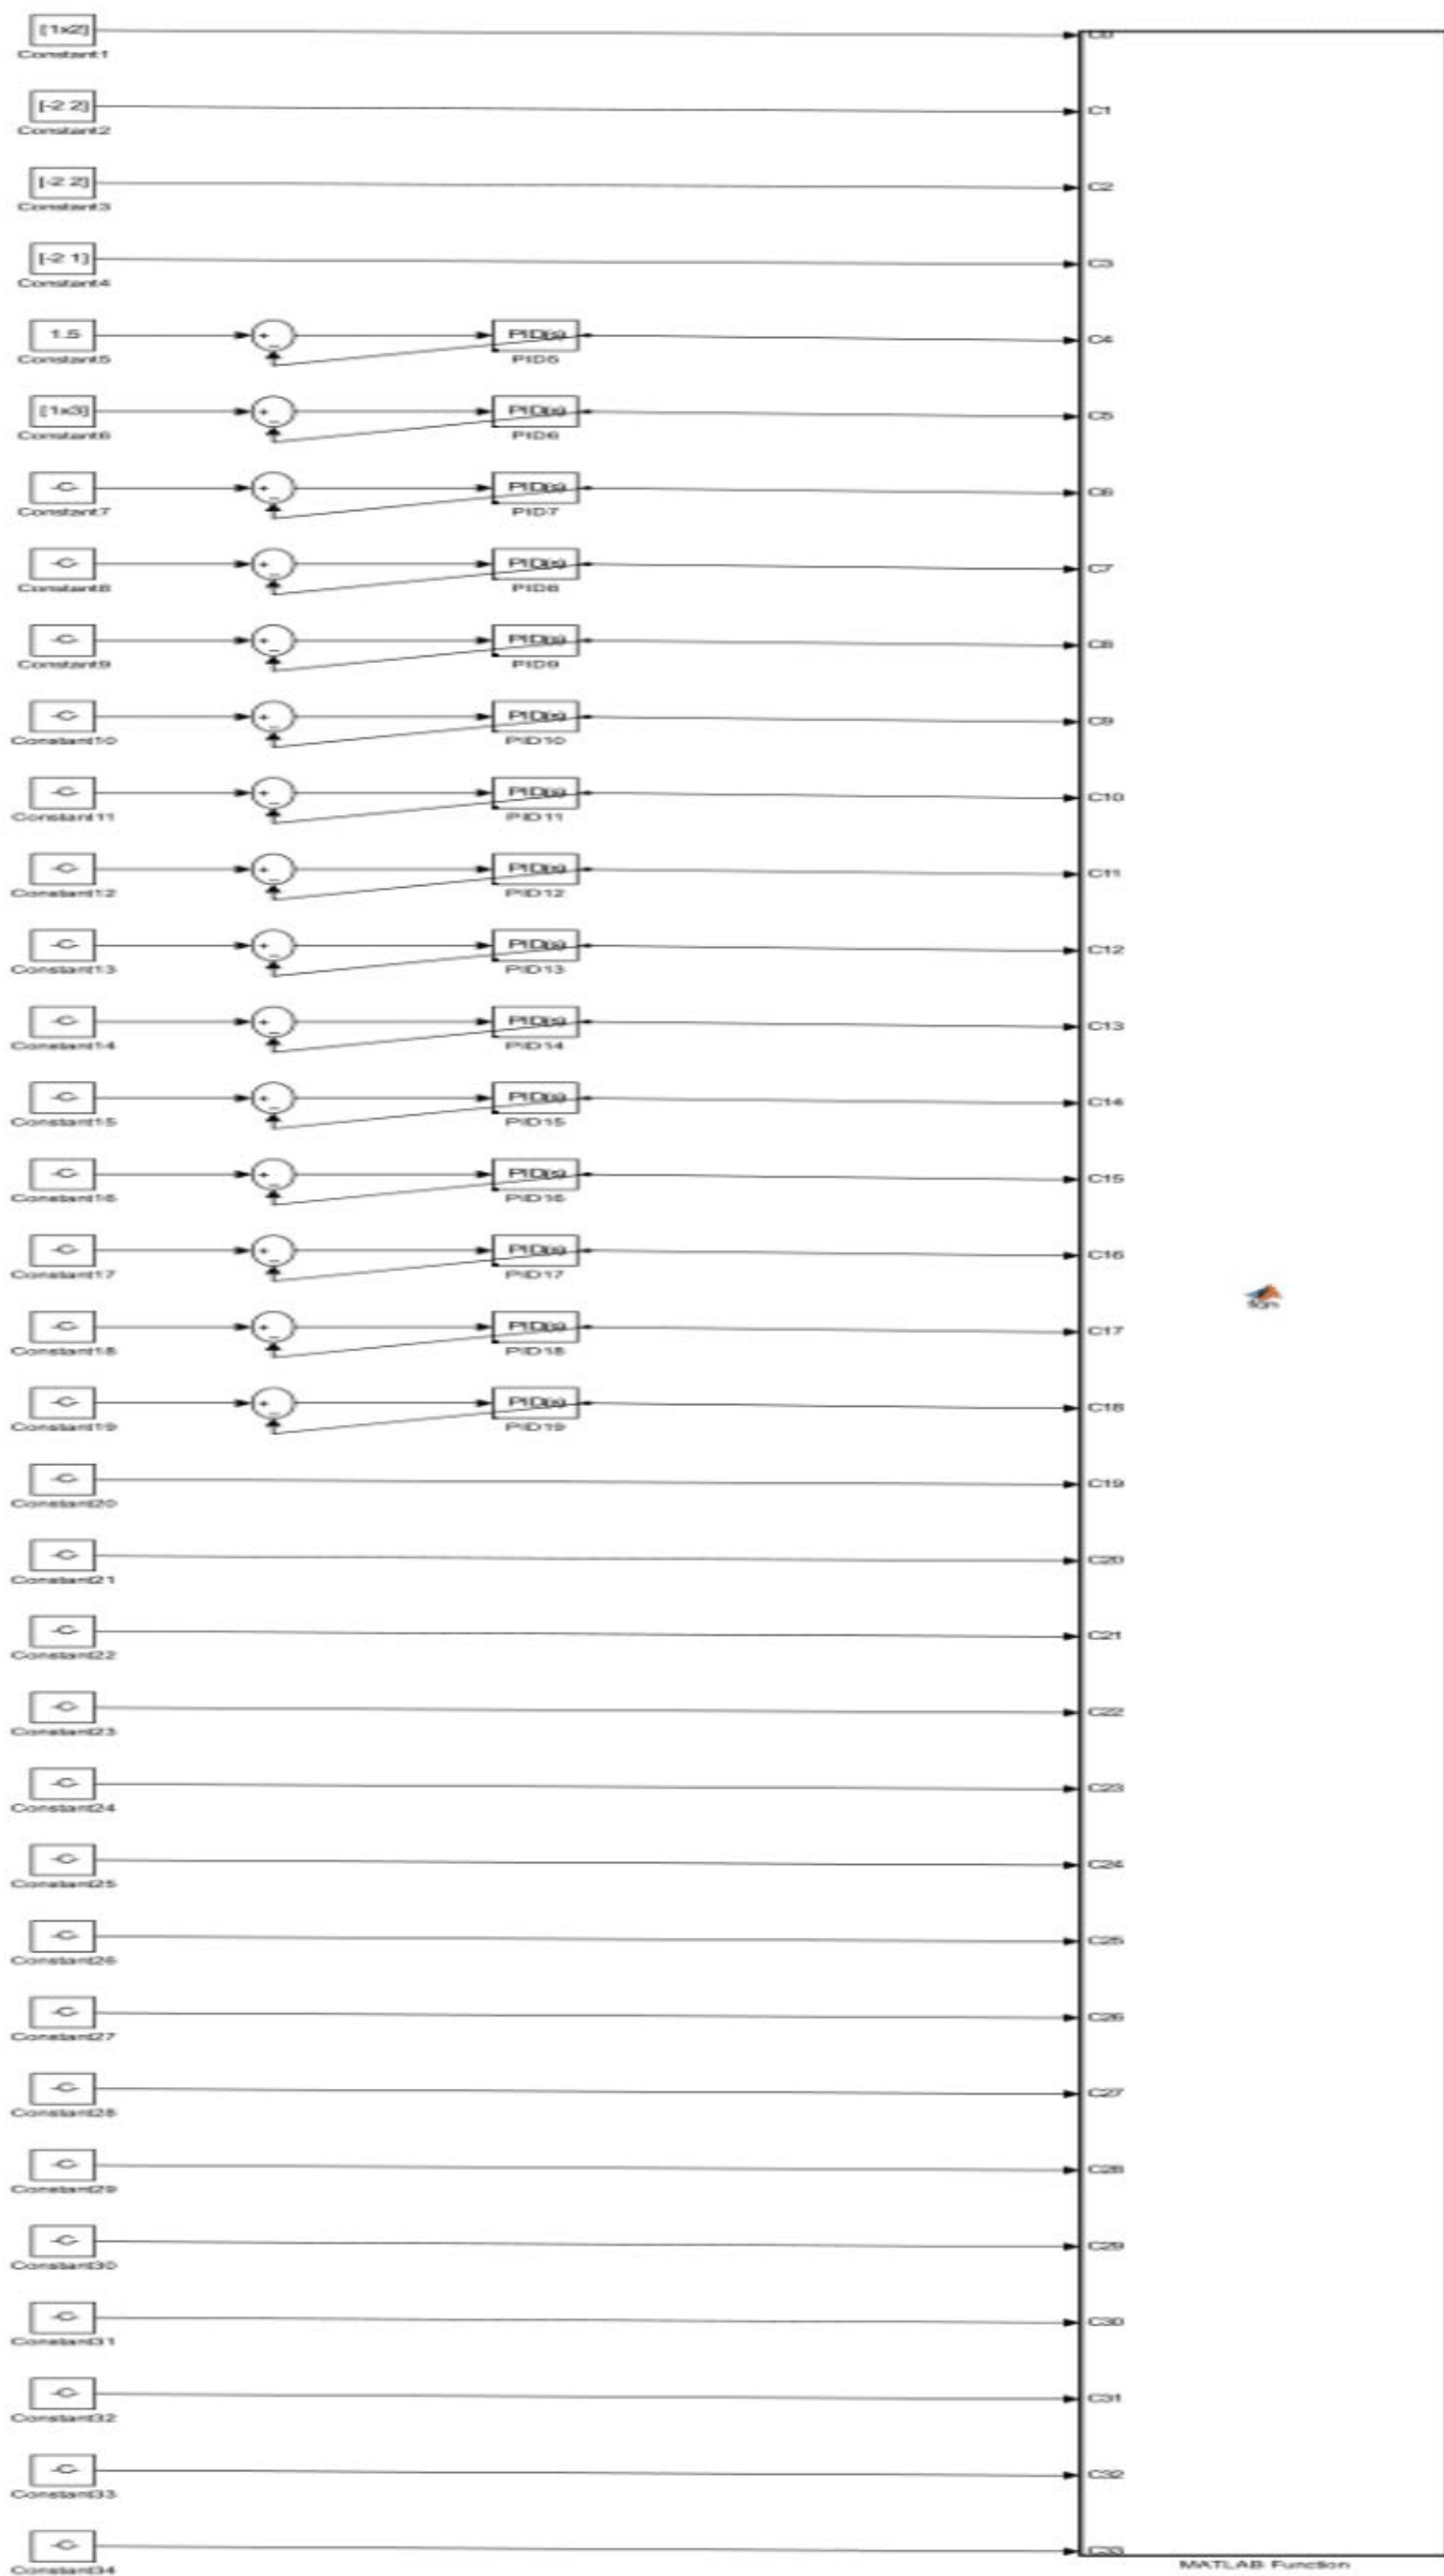 [1x2]
Constant1
C0
[-2 2]
Constant2
C1
[-2 2]
Constant3
C2
[-2 1]
Constant4
C3
1.5
Constant5
+
−
PID(s)
PID5
C4
[1x3]
Constant6
+
−
PID(s)
PID6
C5
-C-
Constant7
+
−
PID(s)
PID7
C6
-C-
Constant8
+
−
PID(s)
PID8
C7
-C-
Constant9
+
−
PID(s)
PID9
C8
-C-
Constant10
+
−
PID(s)
PID10
C9
-C-
Constant11
+
−
PID(s)
PID11
C10
-C-
Constant12
+
−
PID(s)
PID12
C11
-C-
Constant13
+
−
PID(s)
PID13
C12
-C-
Constant14
+
−
PID(s)
PID14
C13
-C-
Constant15
+
−
PID(s)
PID15
C14
-C-
Constant16
+
−
PID(s)
PID16
C15
-C-
Constant17
+
−
PID(s)
PID17
C16
fcn
-C-
Constant18
+
−
PID(s)
PID18
C17
-C-
Constant19
+
−
PID(s)
PID19
C18
-C-
Constant20
C19
-C-
Constant21
C20
-C-
Constant22
C21
-C-
Constant23
C22
-C-
Constant24
C23
-C-
Constant25
C24
-C-
Constant26
C25
-C-
Constant27
C26
-C-
Constant28
C27
-C-
Constant29
C28
-C-
Constant30
C29
-C-
Constant31
C30
-C-
Constant32
C31
-C-
Constant33
C32
-C-
Constant34
C33
MATLAB Function